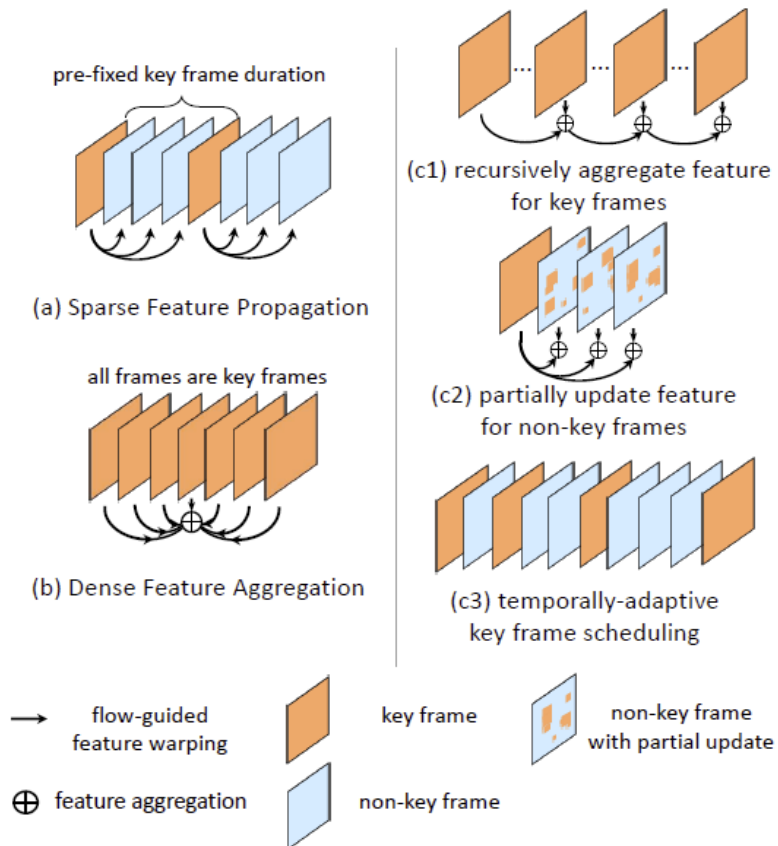 pre-fixed key frame duration
(a) Sparse Feature Propagation
all frames are key frames
(b) Dense Feature Aggregation
... ... ...
(c1) recursively aggregate feature
for key frames
(c2) partially update feature
for non-key frames
(c3) temporally-adaptive
key frame scheduling
flow-guided
feature warping
key frame
non-key frame
with partial update
feature aggregation
non-key frame